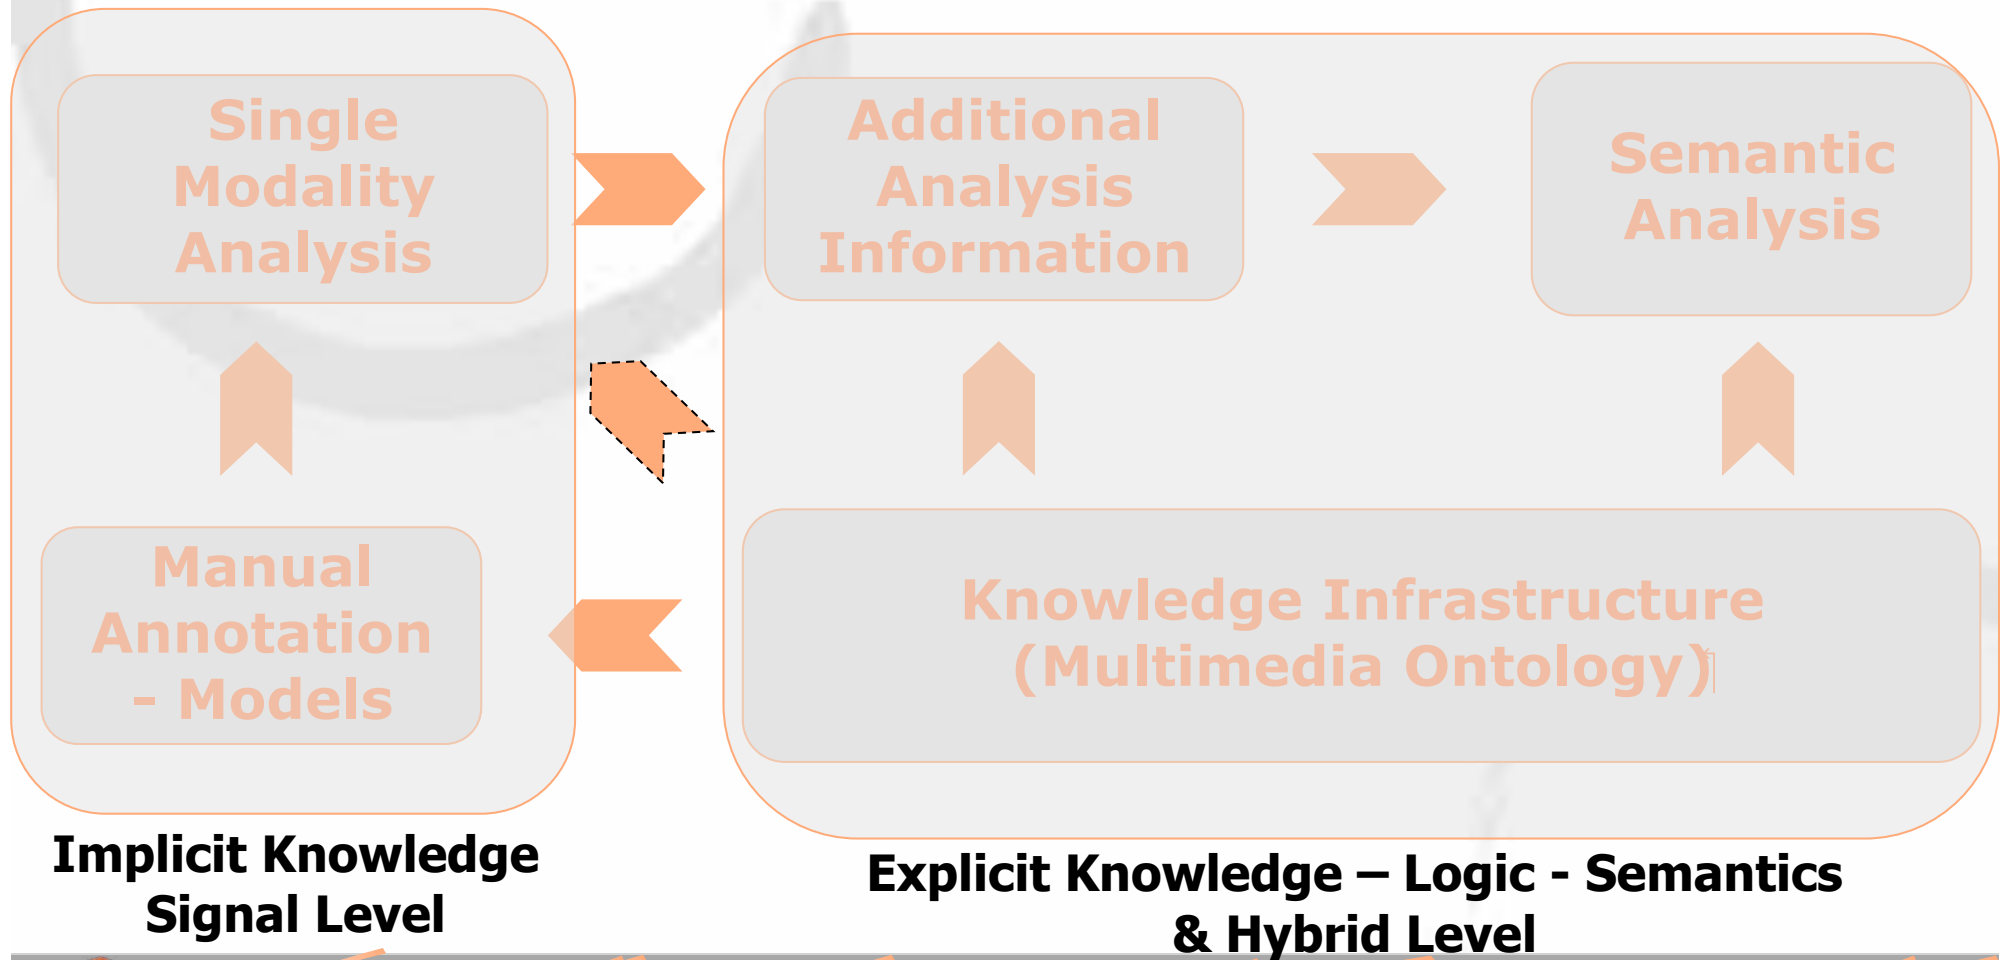 Single
Modality
Analysis
Additional
Analysis
Information
Semantic
Analysis
Manual
Annotation
- Models
Knowledge Infrastructure
(Multimedia Ontology)
Implicit Knowledge
Signal Level
Explicit Knowledge – Logic - Semantics
& Hybrid Level